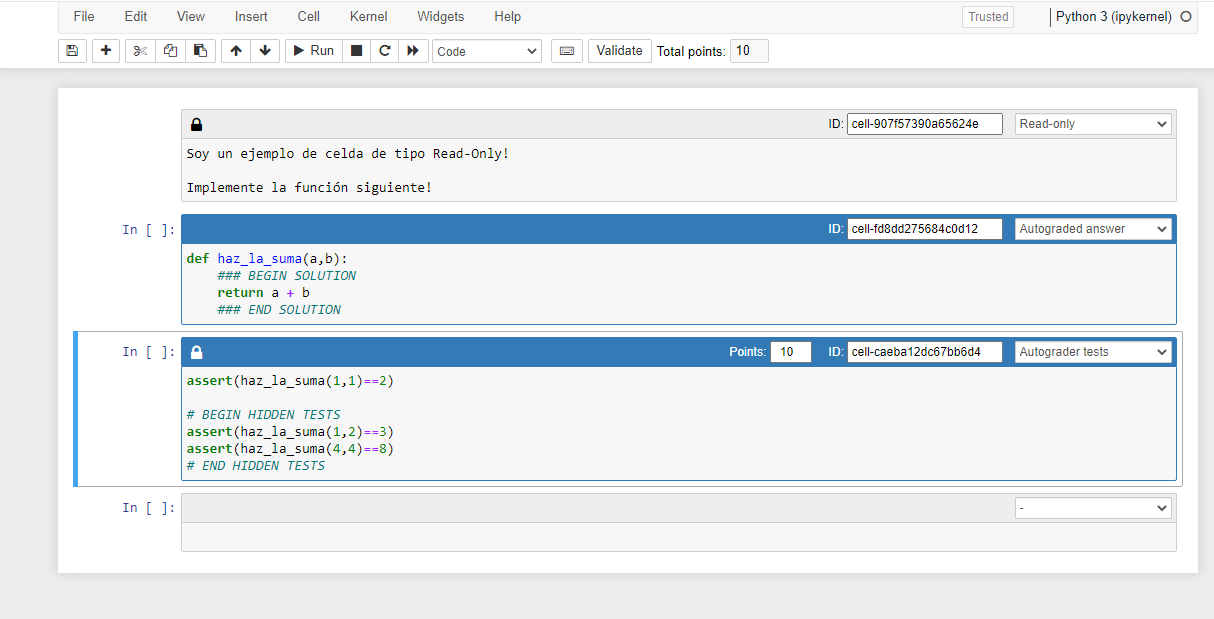 File Edit View Insert Cell Kernel Widgets Help Trusted Python 3 (ipykernel)
Run Code Validate Total points: 10
ID: cell-907f57390a65624e Read-only
Soy un ejemplo de celda de tipo Read-Only!
Implemente la función siguiente!
In [ ]: ID: cell-fd8dd275684c0d12 Autograded answer
def haz_la_suma(a,b):
### BEGIN SOLUTION
return a + b
### END SOLUTION
In [ ]: Points: 10 ID: cell-caeba12dc67bb6d4 Autograder tests
assert(haz_la_suma(1,1)==2)
# BEGIN HIDDEN TESTS
assert(haz_la_suma(1,2)==3)
assert(haz_la_suma(4,4)==8)
# END HIDDEN TESTS
In [ ]: -